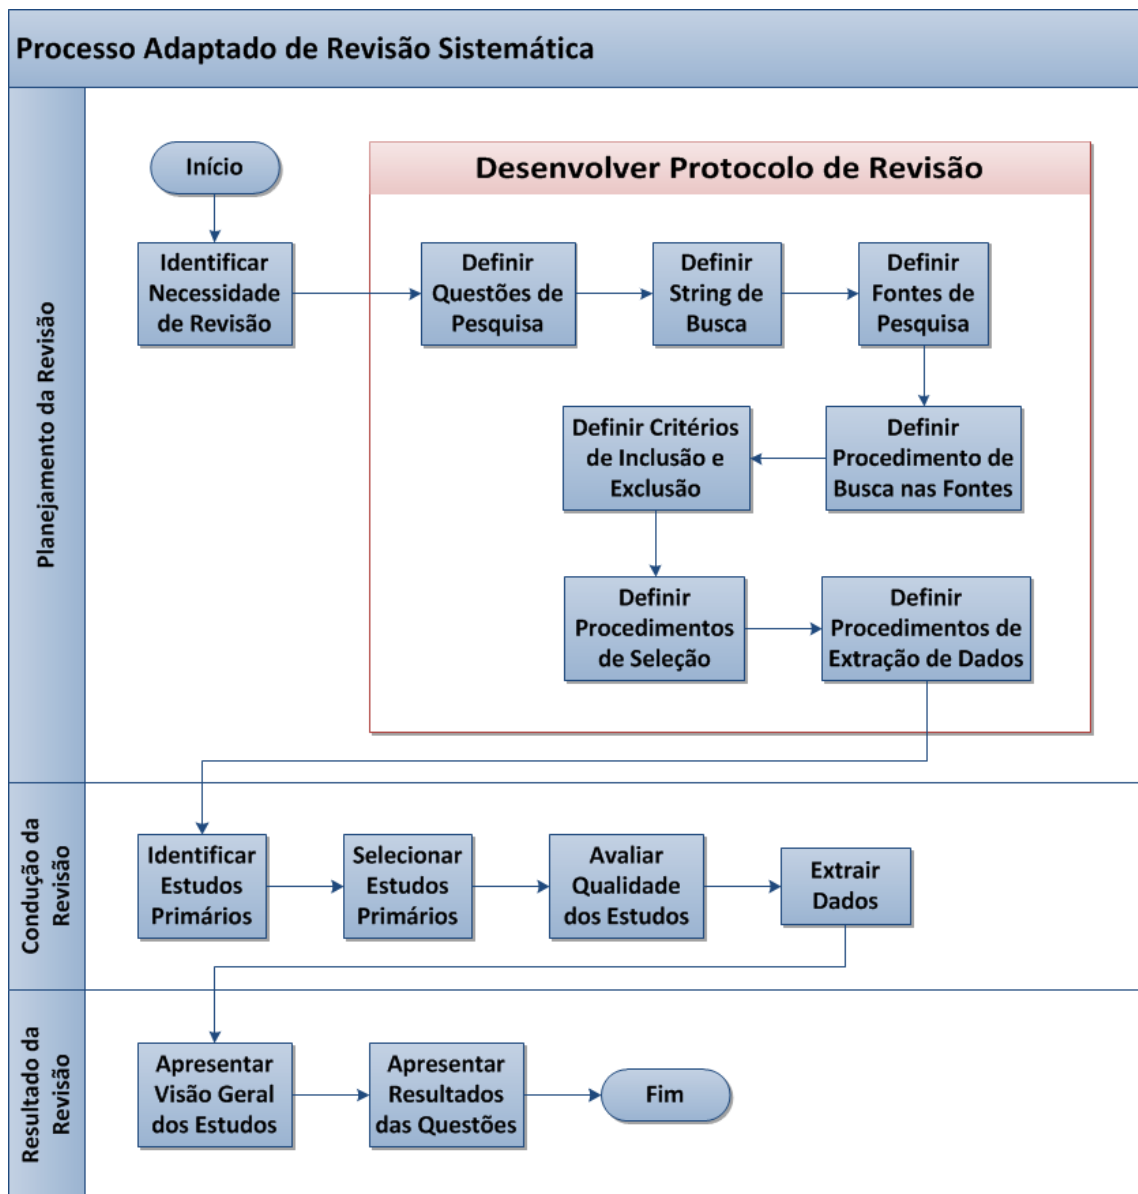 Processo Adaptado de Revisão Sistemática
Planejamento da Revisão
Início
Desenvolver Protocolo de Revisão
Identificar
Necessidade
de Revisão
Definir
Questões de
Pesquisa
Definir
String de
Busca
Definir
Fontes de
Pesquisa
Definir
Procedimento de
Busca nas Fontes
Definir Critérios
de Inclusão e
Exclusão
Definir
Procedimentos
de Seleção
Definir
Procedimentos de
Extração de Dados
Condução da
Revisão
Identificar
Estudos
Primários
Selecionar
Estudos
Primários
Avaliar
Qualidade
dos Estudos
Extrair
Dados
Resultado da
Revisão
Apresentar
Visão Geral
dos Estudos
Apresentar
Resultados
das Questões
Fim